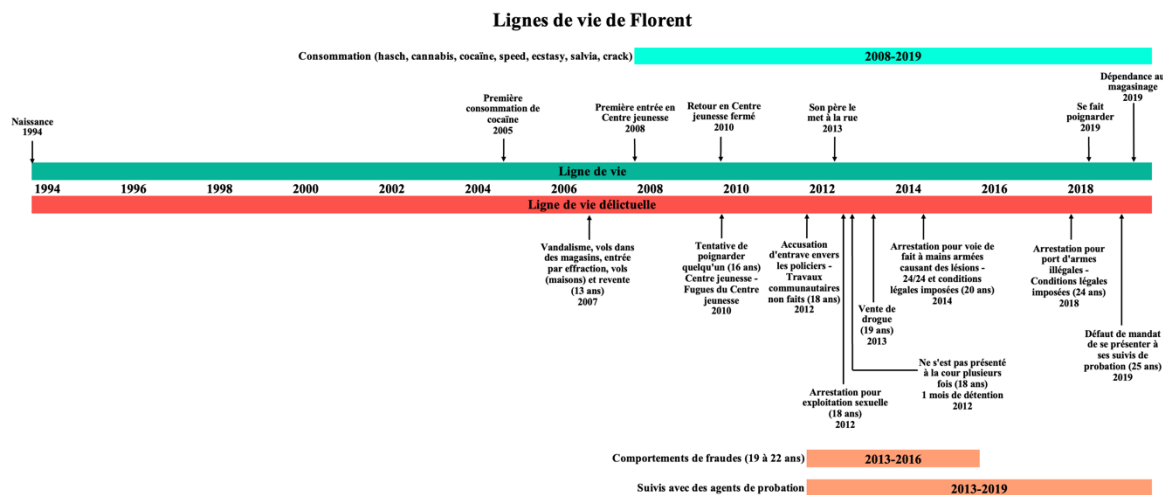 Lignes de vie de Florent
Consommation (hasch, cannabis, cocaïne, speed, ecstasy, salvia, crack)
2008-2019
Naissance
1994
Première
consommation de
cocaïne
2005
Première entrée en
Centre jeunesse
2008
Retour en Centre
jeunesse fermé
2010
Son père le
met à la rue
2013
Se fait
poignarder
2019
Dépendance au
magasinage
2019
Ligne de vie
1994 1996 1998 2000 2002 2004 2006 2008 2010 2012 2014 2016 2018
Ligne de vie délictuelle
Vandalisme, vols dans
des magasins, entrée
par effraction, vols
(maisons) et revente
(13 ans)
2007
Tentative de
poignarder
quelqu'un (16 ans)
Centre jeunesse -
Fugues du Centre
jeunesse
2010
Accusation
d'entrave envers
les policiers -
Travaux
communautaires
non faits (18 ans)
2012
Arrestation pour
exploitation sexuelle
(18 ans)
2012
Ne s'est pas présenté
à la cour plusieurs
fois (18 ans)
1 mois de détention
2012
Vente de
drogue
(19 ans)
2013
Arrestation pour voie de
fait à mains armées
causant des lésions -
24/24 et conditions
légales imposées (20 ans)
2014
Arrestation pour
port d'armes
illégales -
Conditions légales
imposées (24 ans)
2018
Défaut de mandat
de se présenter à
ses suivis de
probation (25 ans)
2019
Comportements de fraudes (19 à 22 ans)
2013-2016
Suivis avec des agents de probation
2013-2019